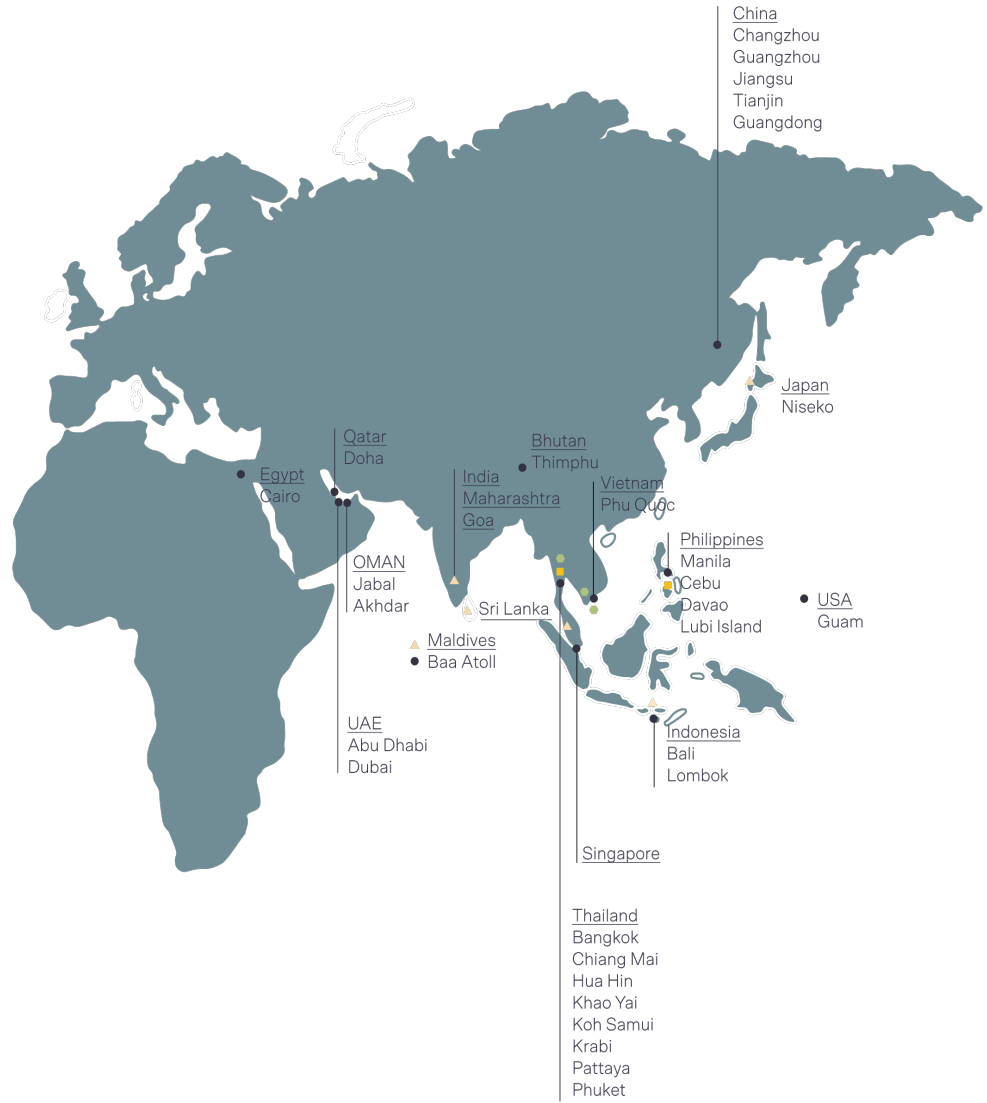 China
Changzhou
Guangzhou
Jiangsu
Tianjin
Guangdong
Japan
Niseko
Qatar
Doha
Bhutan
Thimphu
Egypt
Cairo
India
Maharashtra
Goa
Vietnam
Phu Quoc
Philippines
Manila
Cebu
Davao
Lubi Island
OMAN
Jabal
Akhdar
USA
Guam
Sri Lanka
Maldives
Baa Atoll
UAE
Abu Dhabi
Dubai
Indonesia
Bali
Lombok
Singapore
Thailand
Bangkok
Chiang Mai
Hua Hin
Khao Yai
Koh Samui
Krabi
Pattaya
Phuket